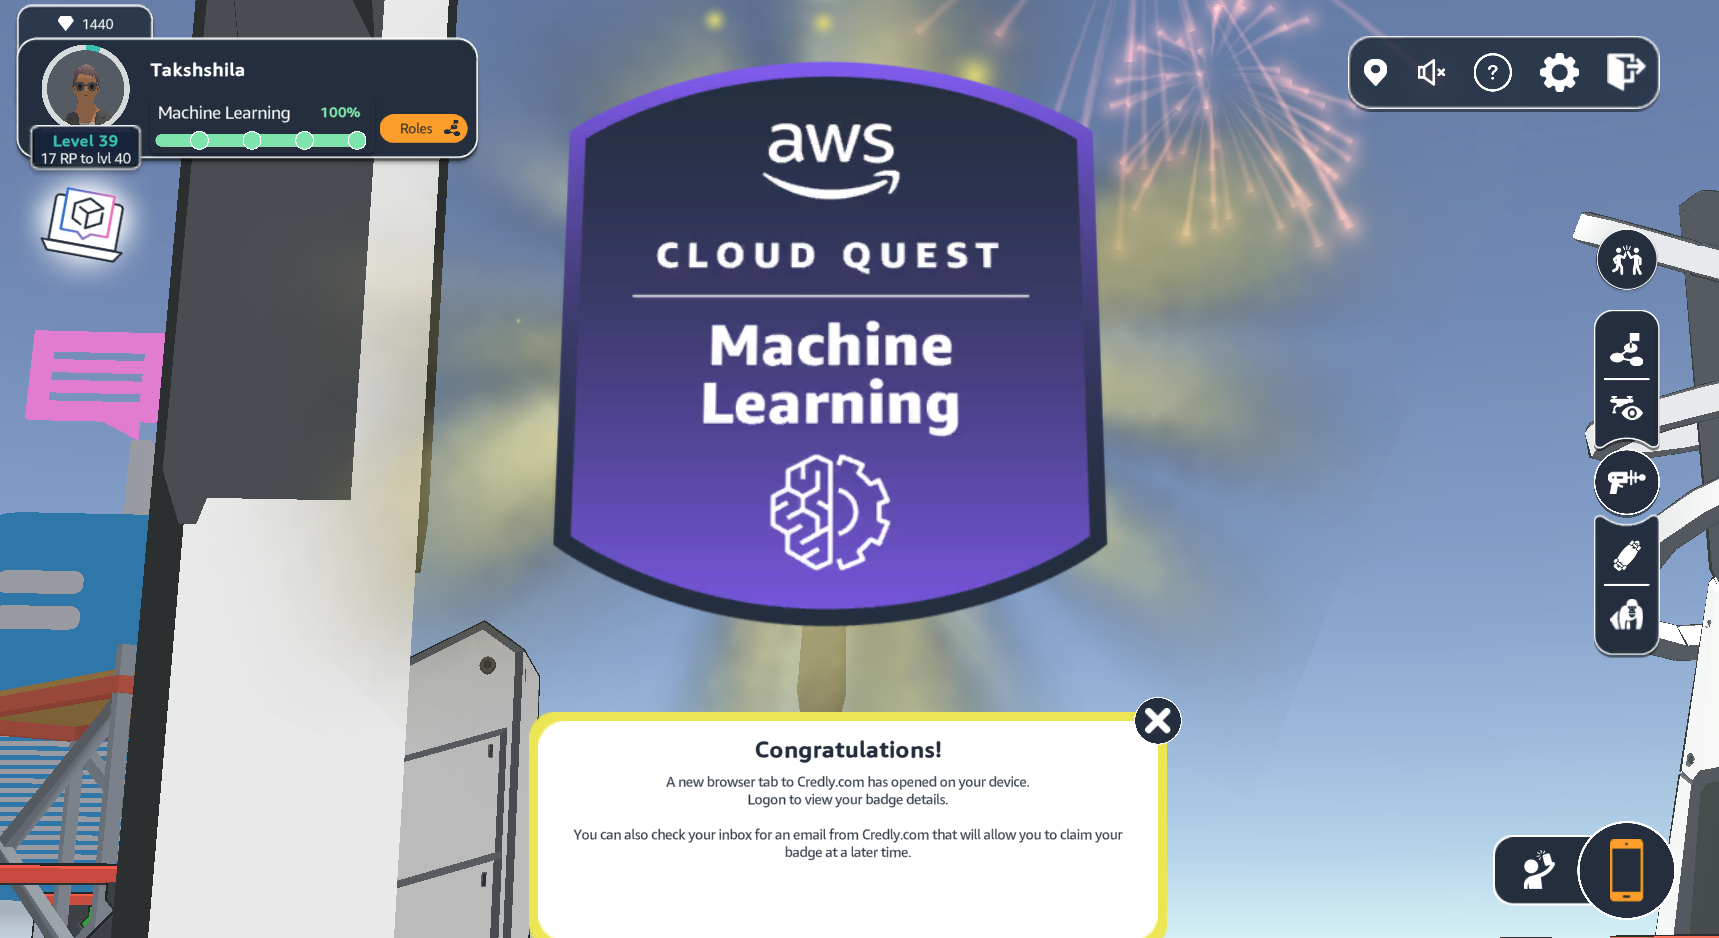 1440
Takshshila
Machine Learning 100%
Roles
Level 39
17 RP to lvl 40
?
aws
CLOUD QUEST
Machine
Learning
Congratulations!
A new browser tab to Credly.com has opened on your device.
Logon to view your badge details.
You can also check your inbox for an email from Credly.com that will allow you to claim your
badge at a later time.